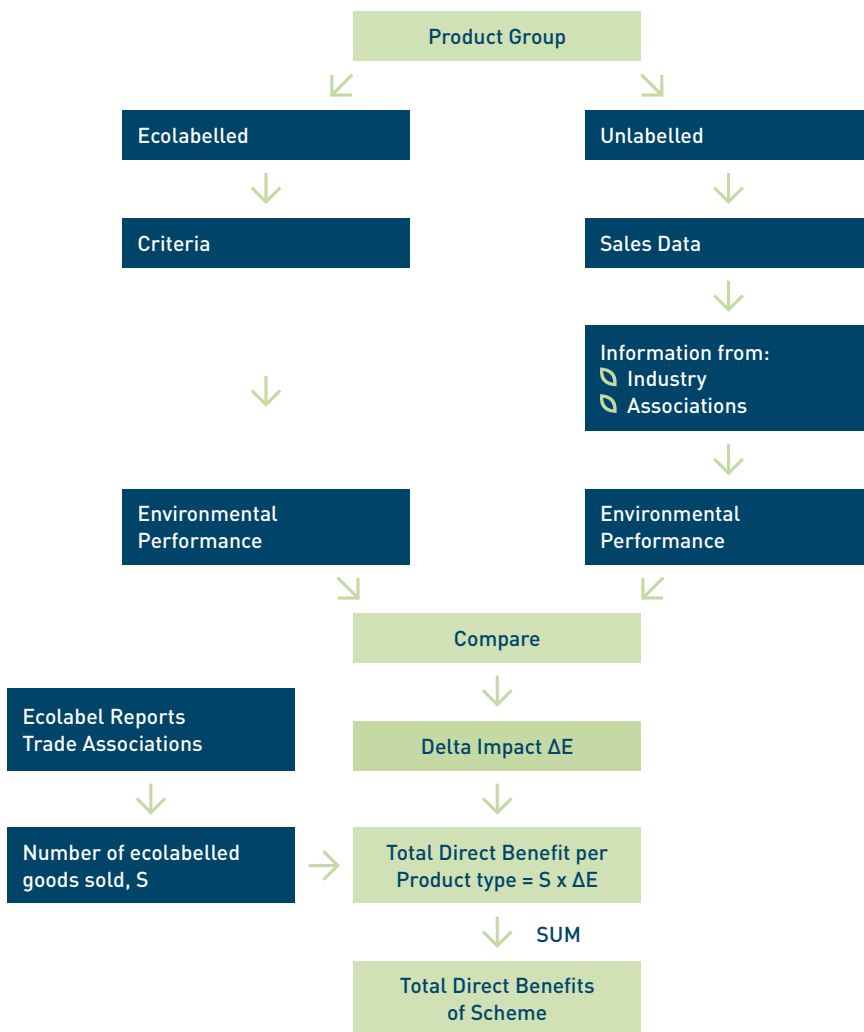 Product Group
Ecolabelled
Unlabelled
Criteria
Sales Data
Information from:
Industry
Associations
Environmental
Performance
Environmental
Performance
Compare
Ecolabel Reports
Trade Associations
Delta Impact ΔE
Number of ecolabelled
goods sold, S
Total Direct Benefit per
Product type = S x ΔE
SUM
Total Direct Benefits
of Scheme